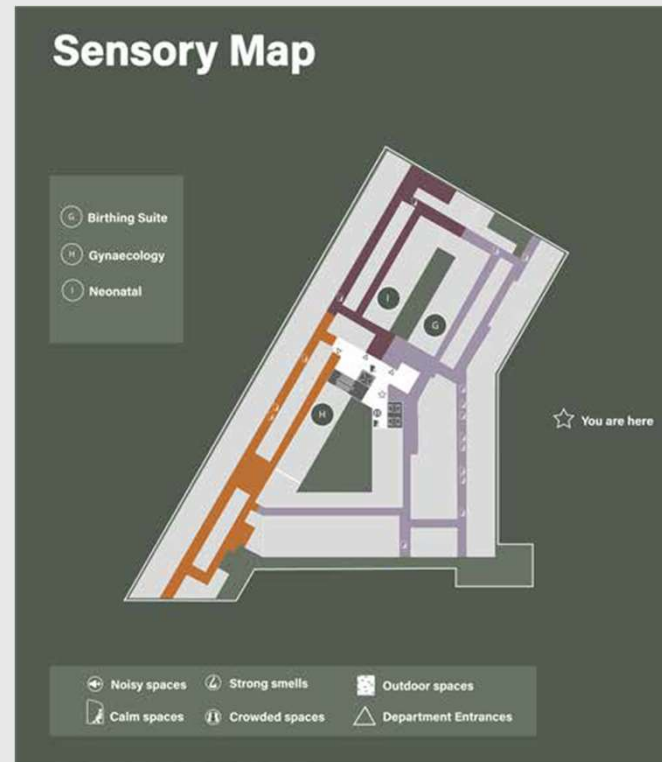 Sensory Map
G Birthing Suite
H Gynaecology
I Neonatal
I
G
H
You are here
Noisy spaces Strong smells Outdoor spaces
Calm spaces Crowded spaces Department Entrances